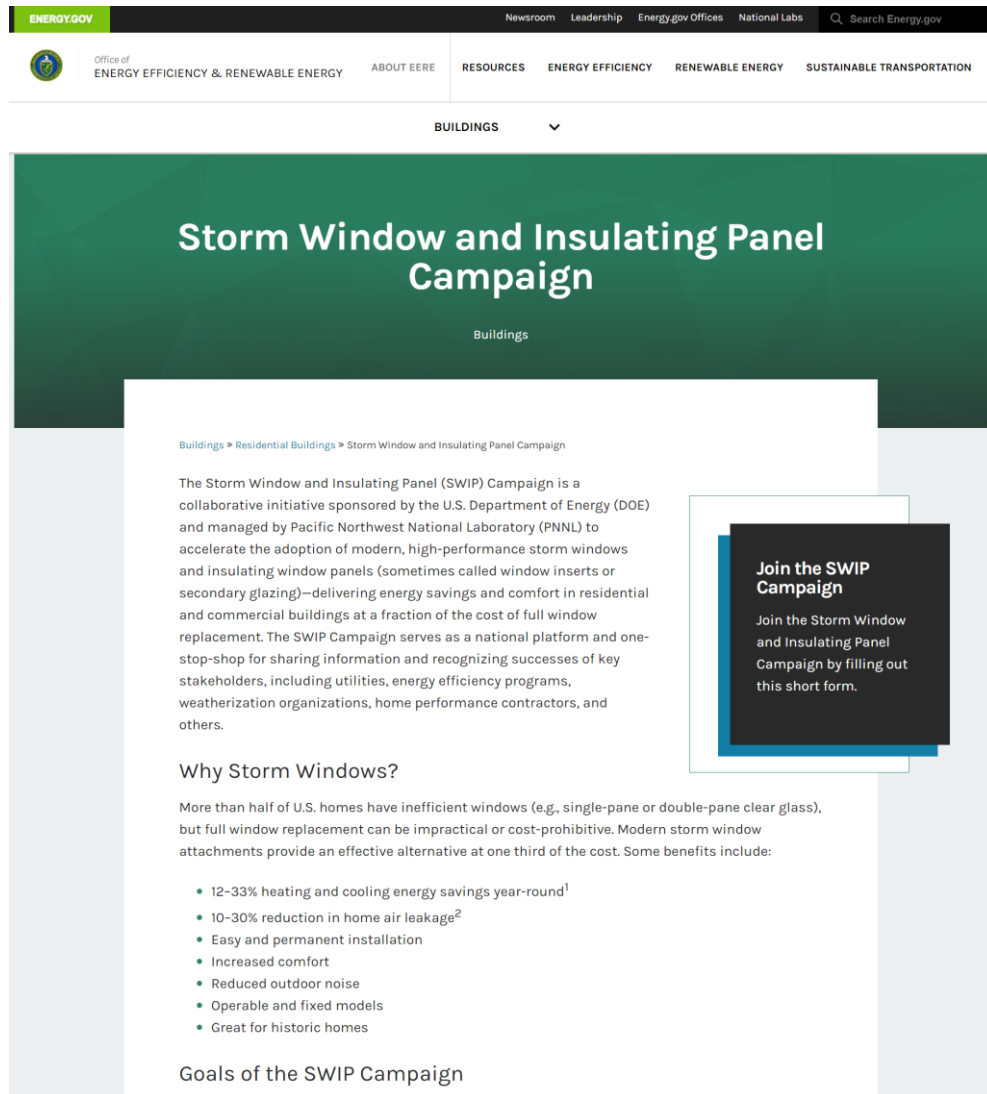 ENERGY.GOV
Newsroom Leadership Energy.gov Offices National Labs Search Energy.gov
Office of
ENERGY EFFICIENCY & RENEWABLE ENERGY
ABOUT EERE RESOURCES ENERGY EFFICIENCY RENEWABLE ENERGY SUSTAINABLE TRANSPORTATION
BUILDINGS
Storm Window and Insulating Panel
Campaign
Buildings
Buildings » Residential Buildings » Storm Window and Insulating Panel Campaign
The Storm Window and Insulating Panel (SWIP) Campaign is a
collaborative initiative sponsored by the U.S. Department of Energy (DOE)
and managed by Pacific Northwest National Laboratory (PNNL) to
accelerate the adoption of modern, high-performance storm windows
and insulating window panels (sometimes called window inserts or
secondary glazing)—delivering energy savings and comfort in residential
and commercial buildings at a fraction of the cost of full window
replacement. The SWIP Campaign serves as a national platform and one-
stop-shop for sharing information and recognizing successes of key
stakeholders, including utilities, energy efficiency programs,
weatherization organizations, home performance contractors, and
others.
Join the SWIP
Campaign
Join the Storm Window
and Insulating Panel
Campaign by filling out
this short form.
Why Storm Windows?
More than half of U.S. homes have inefficient windows (e.g., single-pane or double-pane clear glass),
but full window replacement can be impractical or cost-prohibitive. Modern storm window
attachments provide an effective alternative at one third of the cost. Some benefits include:
• 12–33% heating and cooling energy savings year-round1
• 10–30% reduction in home air leakage2
• Easy and permanent installation
• Increased comfort
• Reduced outdoor noise
• Operable and fixed models
• Great for historic homes
Goals of the SWIP Campaign